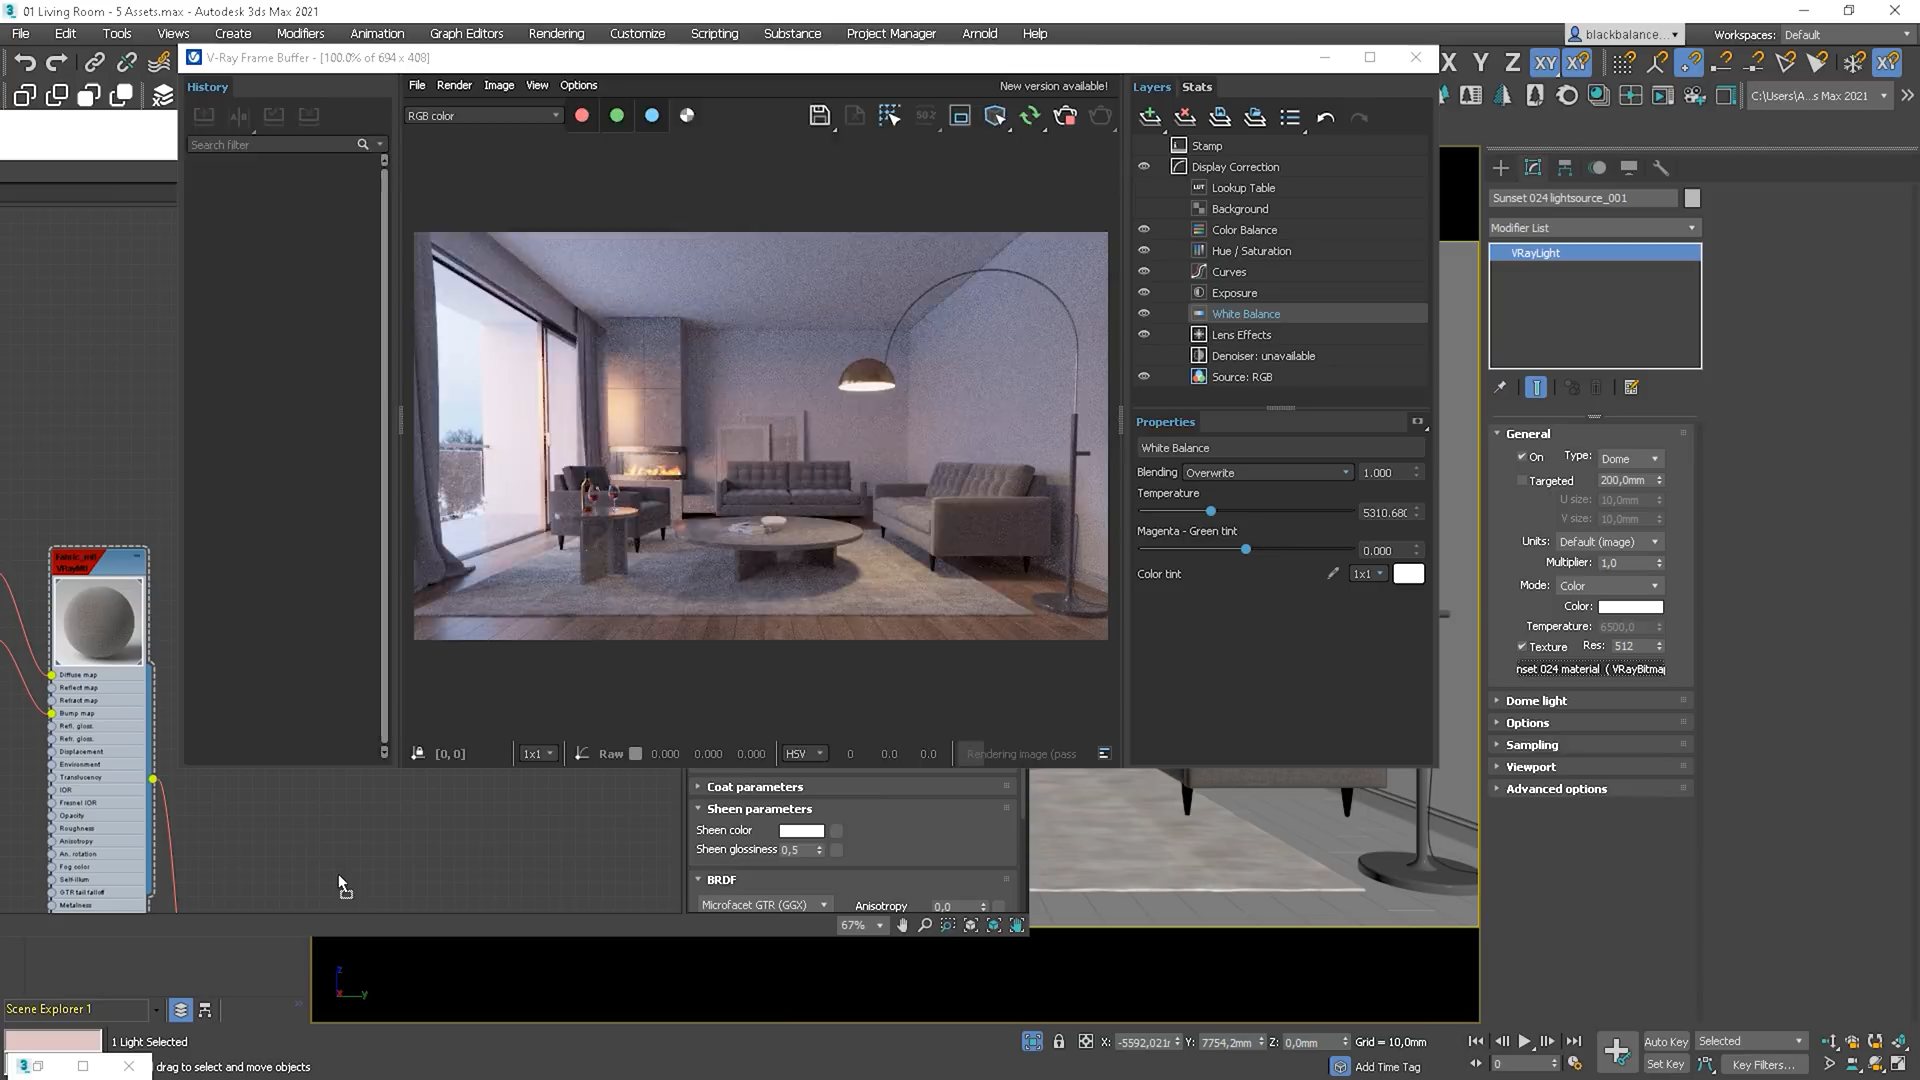 01 Living Room - 5 Assets.max - Autodesk 3ds Max 2021
File Edit Tools Views Create Modifiers Animation Graph Editors Rendering Customize Scripting Substance Project Manager Arnold Help
blackbalance...
Workspaces: Default
V-Ray Frame Buffer - [100.0% of 694 x 408]
X Y Z XY XY
C:\Users\A...s Max 2021
History
Search filter
File Render Image View Options
New version available!
RGB color
50%
Layers Stats
Stamp
Display Correction
LUT Lookup Table
Background
Color Balance
Hue / Saturation
Curves
Exposure
White Balance
Lens Effects
Denoiser: unavailable
Source: RGB
Properties
White Balance
Blending Overwrite 1.000
Temperature
5310.68
Magenta - Green tint
0.000
Color tint 1x1
[0, 0] 1x1 Raw 0.000 0.000 0.000 HSV 0 0.0 0.0 Rendering image (pass
Sunset 024 lightsource_001
Modifier List
VRayLight
General
On Type: Dome
Targeted 200,0mm
U size: 10,0mm
V size: 10,0mm
Units: Default (image)
Multiplier: 1,0
Mode: Color
Color:
Temperature: 6500,0
Texture Res: 512
nset 024 material ( VRayBitmap
Dome light
Options
Sampling
Viewport
Advanced options
Diffuse map
Reflect map
Refract map
Bump map
Refl. gloss.
Refr. gloss.
Displacement
Environment
Translucency
IOR
Fresnel IOR
Opacity
Roughness
Anisotropy
An. rotation
Fog color
Self-illum
GTR tail falloff
Metalness
Coat parameters
Sheen parameters
Sheen color
Sheen glossiness 0,5
BRDF
Microfacet GTR (GGX) Anisotropy 0,0
67%
z
x y
Scene Explorer 1
1 Light Selected
drag to select and move objects
X: -5592,021 Y: 7754,2mm Z: 0,0mm Grid = 10,0mm
Add Time Tag
0
Auto Key Selected
Set Key Key Filters...